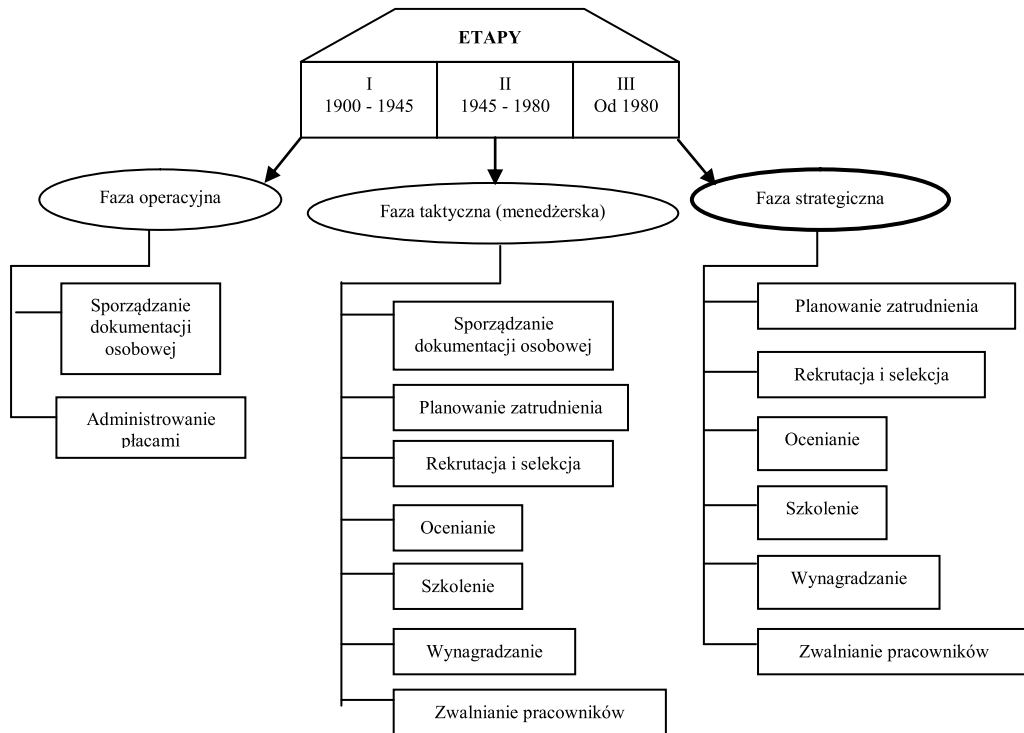 ETAPY
I
1900 - 1945
II
1945 - 1980
III
Od 1980
Faza operacyjna
Sporządzanie
dokumentacji
osobowej
Administrowanie
płacami
Faza taktyczna (menedżerska)
Sporządzanie
dokumentacji osobowej
Planowanie zatrudnienia
Rekrutacja i selekcja
Ocenianie
Szkolenie
Wynagradzanie
Zwalnianie pracowników
Faza strategiczna
Planowanie zatrudnienia
Rekrutacja i selekcja
Ocenianie
Szkolenie
Wynagradzanie
Zwalnianie pracowników